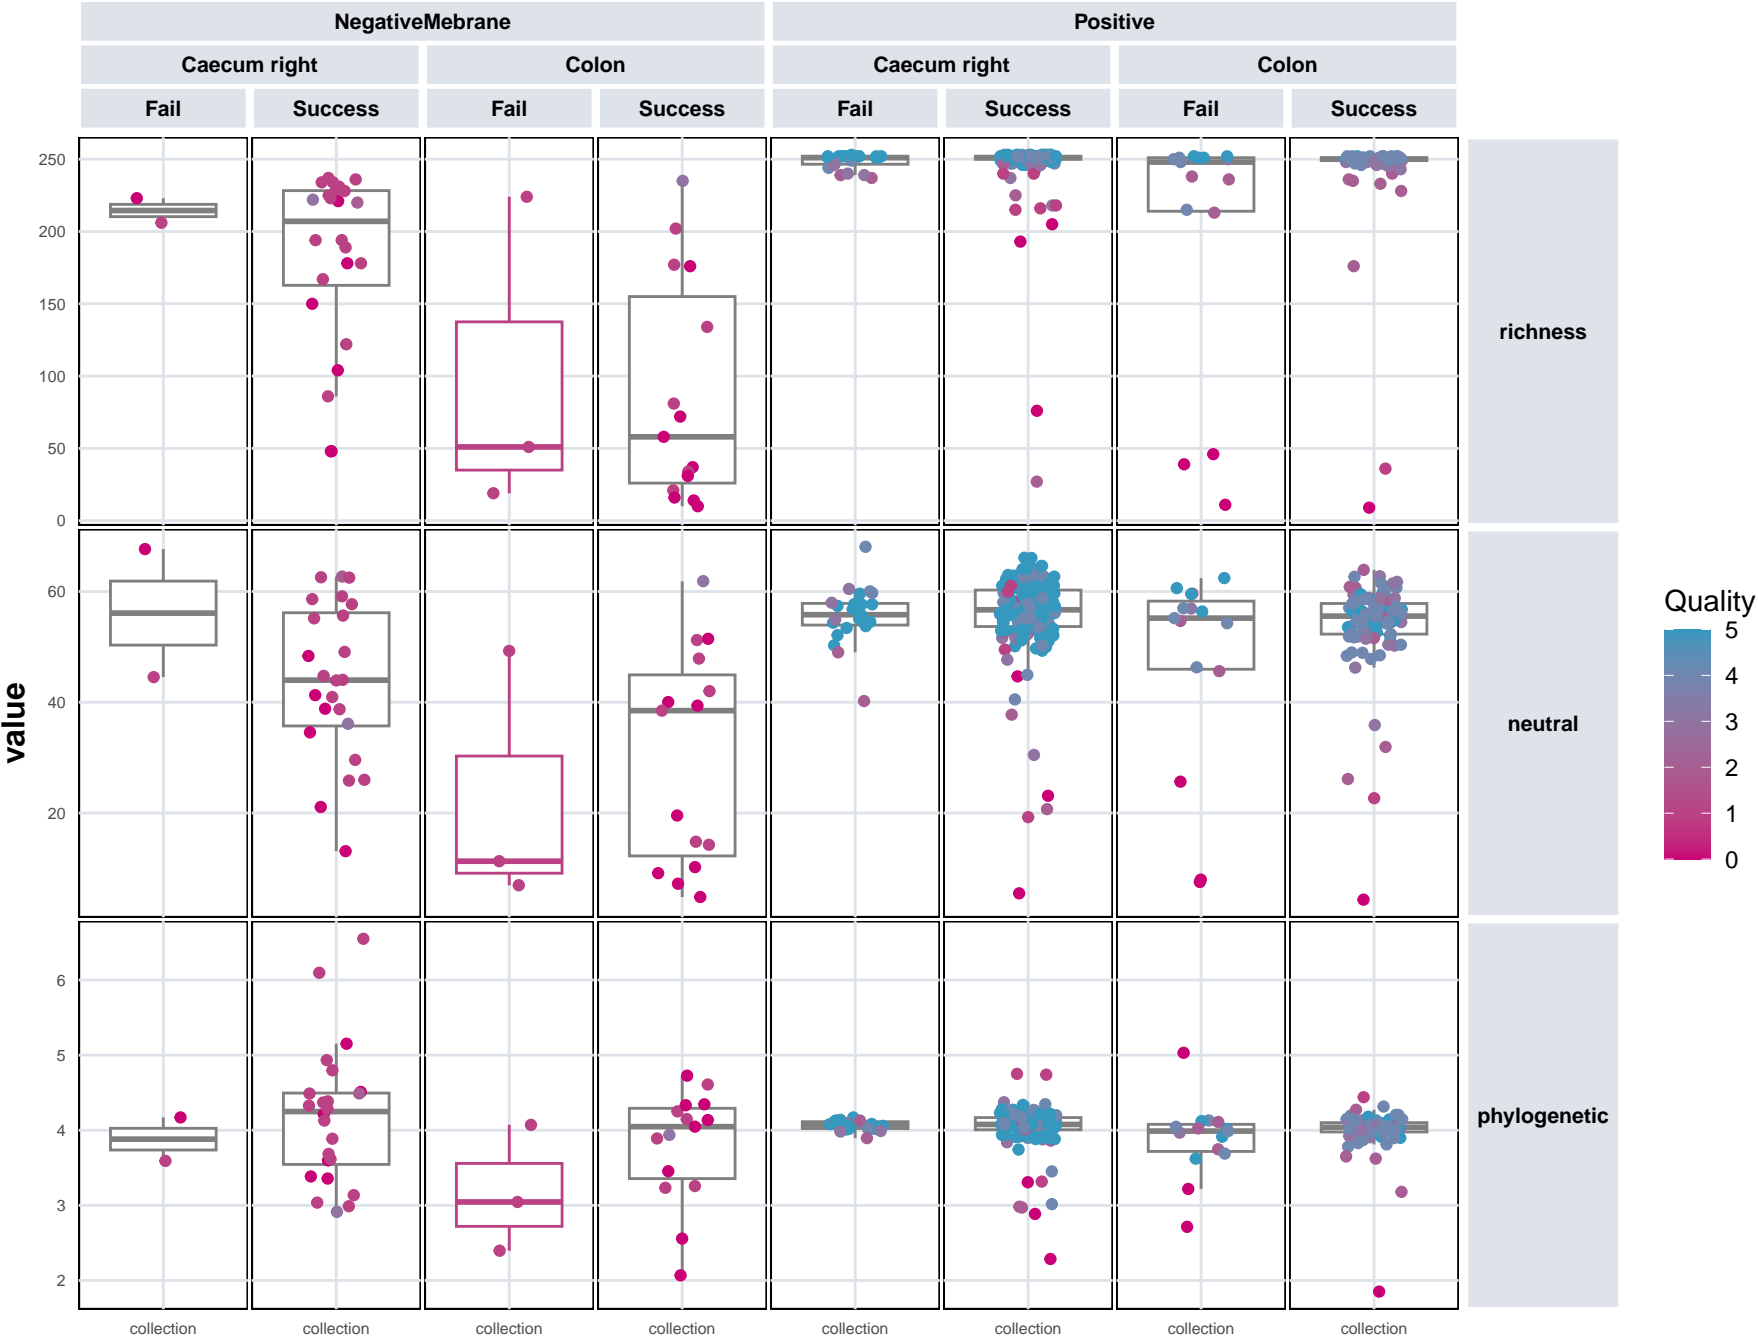 NegativeMebrane Positive
Caecum right Colon Caecum right Colon
Fail Success Fail Success Fail Success Fail Success
250
200
150
100
50
0
richness
60
40
20
neutral
6
5
4
3
2
phylogenetic
value
collection collection collection collection collection collection collection collection
Quality
5
4
3
2
1
0